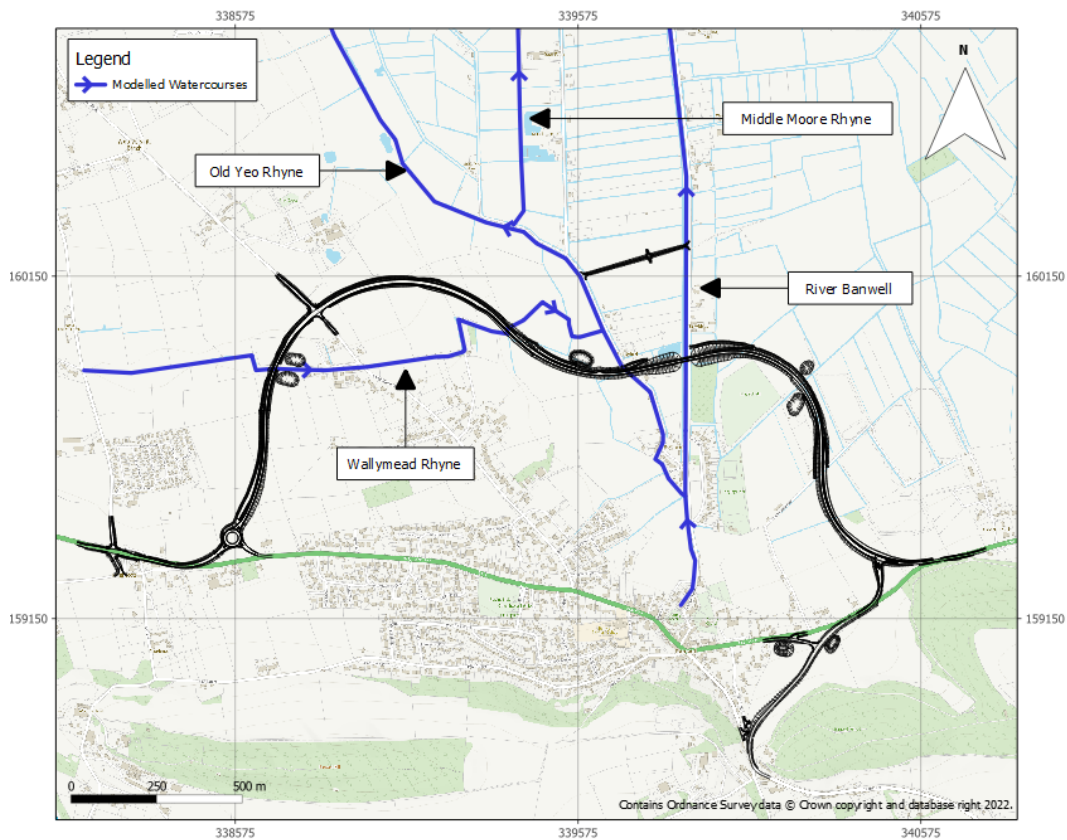 338575 339575 340575
Legend
Modelled Watercourses
N
Middle Moore Rhyne
Old Yeo Rhyne
160150 160150
River Banwell
Wallymead Rhyne
159150 159150
0 250 500 m
Contains Ordnance Survey data © Crown copyright and database right 2022.
338575 339575 340575